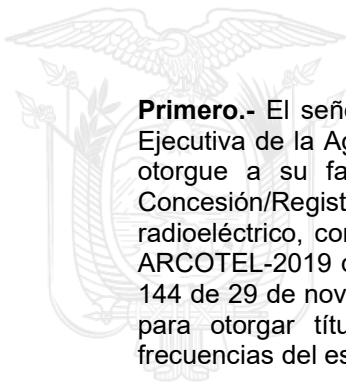 Primero.- El seño
Ejecutiva de la Ag
otorgue a su fa
Concesión/Regist
radioeléctrico, con
ARCOTEL-2019 c
144 de 29 de nov
para otorgar títu
frecuencias del es